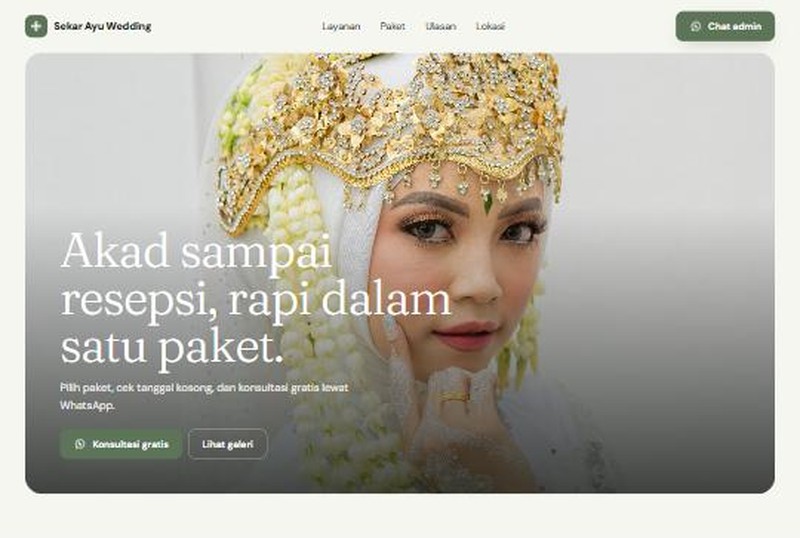 Sekar Ayu Wedding
Layanan
Paket
Ulasan
Lokasi
Chat admin
Akad sampai
resepsi, rapi dalam
satu paket.
Pilih paket, cek tanggal kosong, dan konsultasi gratis lewat
WhatsApp.
Konsultasi gratis
Lihat galeri